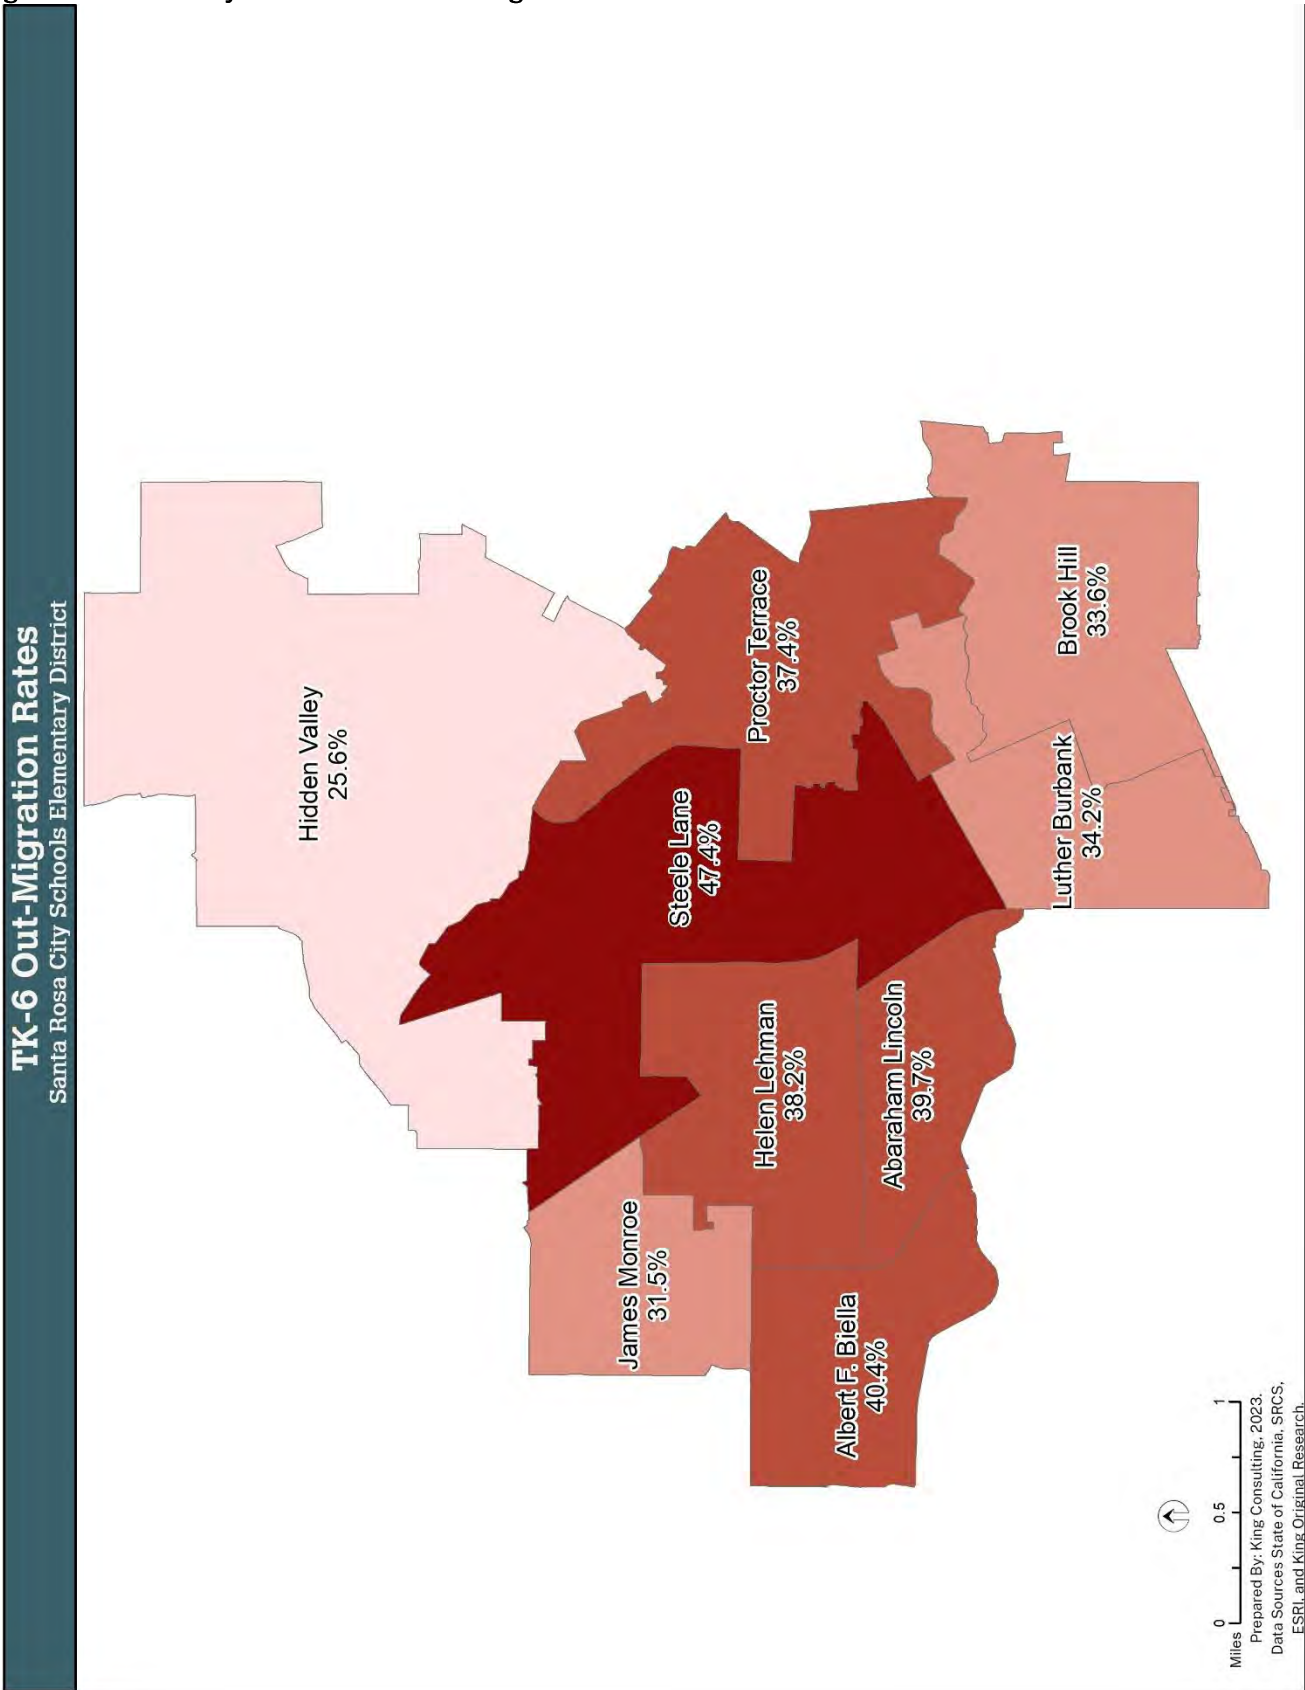 TK-6 Out-Migration Rates
Santa Rosa City Schools Elementary District
Hidden Valley
25.6%
Steele Lane
47.4%
Proctor Terrace
37.4%
James Monroe
31.5%
Helen Lehman
38.2%
Abaraham Lincoln
39.7%
Albert F. Biella
40.4%
Luther Burbank
34.2%
Brook Hill
33.6%
0 0.5 1
Miles
Prepared By: King Consulting, 2023.
Data Sources State of California, SRCS,
ESRI, and King Original Research.